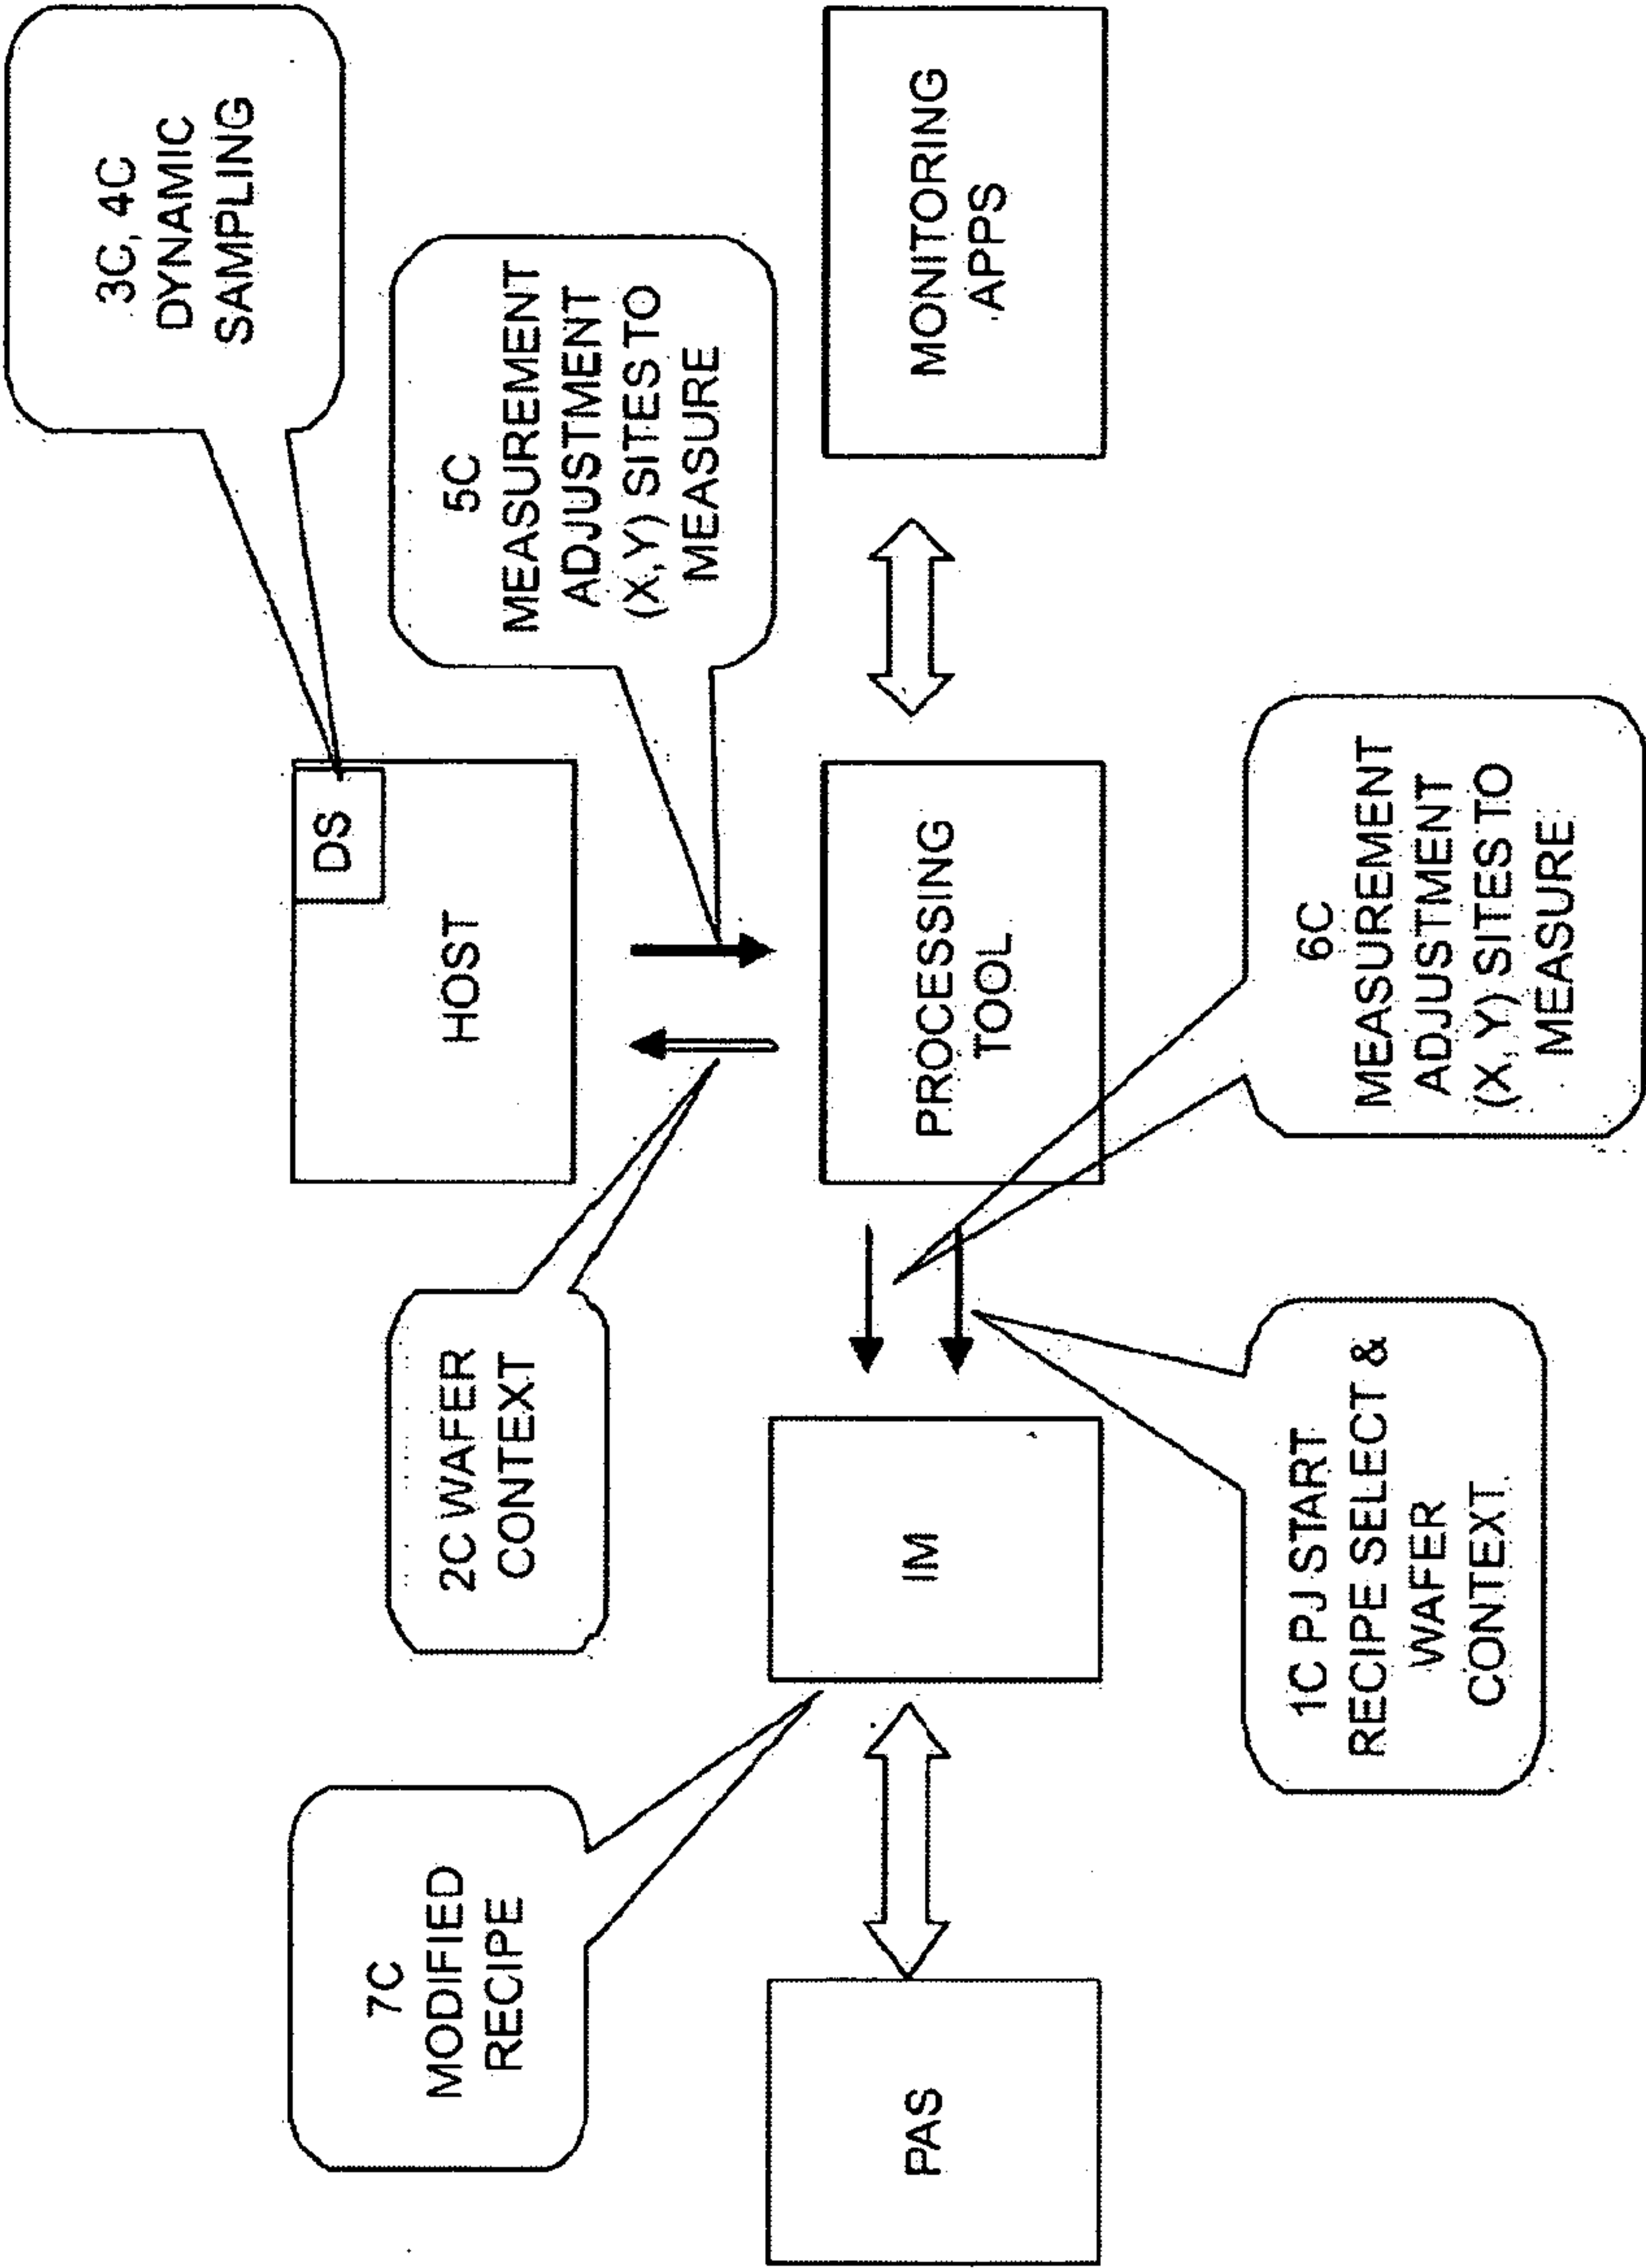 3C, 4C
DYNAMIC
SAMPLING
DS
HOST
2C WAFER
CONTEXT
5C
MEASUREMENT
ADJUSTMENT
(X,Y) SITES TO
MEASURE
7C
MODIFIED
RECIPE
PAS
IM
PROCESSING
TOOL
MONITORING
APPS
1C PJ START
RECIPE SELECT &
WAFER
CONTEXT
6C
MEASUREMENT
ADJUSTMENT
(X, Y) SITES TO
MEASURE